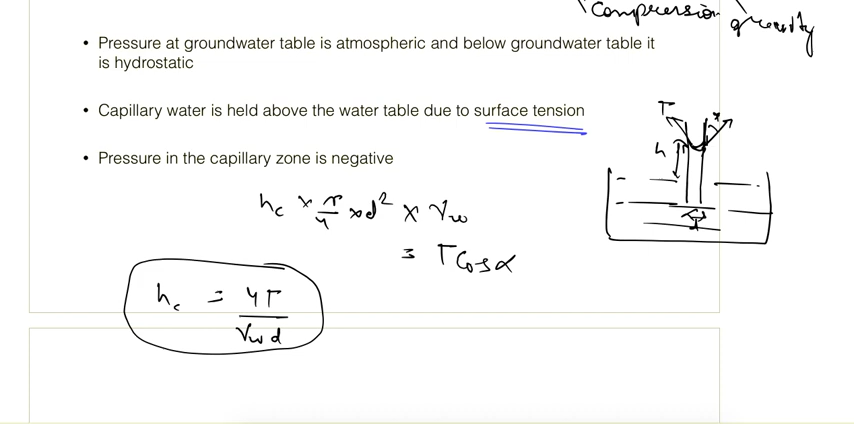 Compression gravity
• Pressure at groundwater table is atmospheric and below groundwater table it
is hydrostatic
• Capillary water is held above the water table due to surface tension
• Pressure in the capillary zone is negative
T α
h
d
h_c × π/4 × d² × γ_w
= T Cos α
h_c = 4T / γ_w d